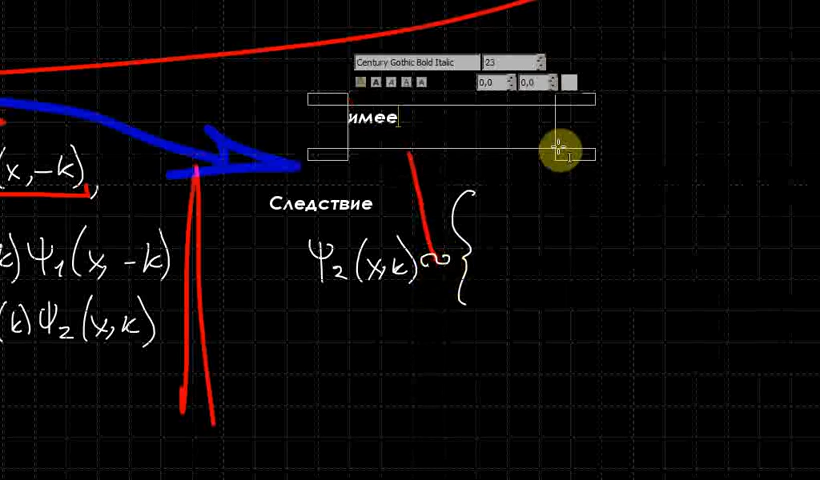 Century Gothic Bold Italic 23
A A A A A 0,0 0,0
имее
(x,-k),
Следствие
k) Ψ₁(x, -k)
Ψ₂(x,k) ∼ {
(k)Ψ₂(x,k)